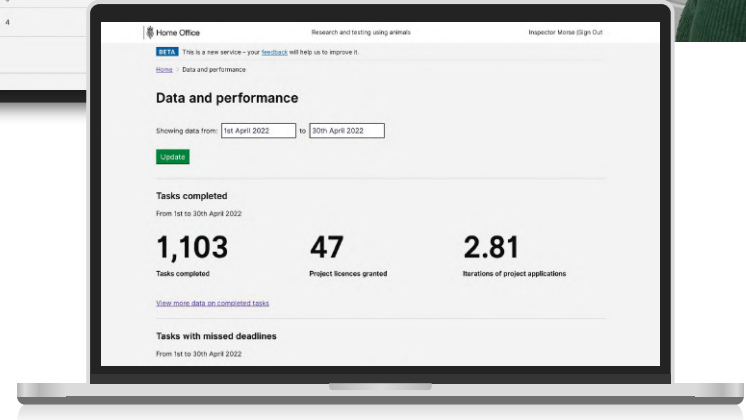 4
Home Office
Research and testing using animals
Inspector Morse (Sign Out
BETA This is a new service – your feedback will help us to improve it.
Home > Data and performance
Data and performance
Showing data from: 1st April 2022 to 30th April 2022
Update
Tasks completed
From 1st to 30th April 2022
1,103 47 2.81
Tasks completed Project licences granted Iterations of project applications
View more data on completed tasks
Tasks with missed deadlines
From 1st to 30th April 2022